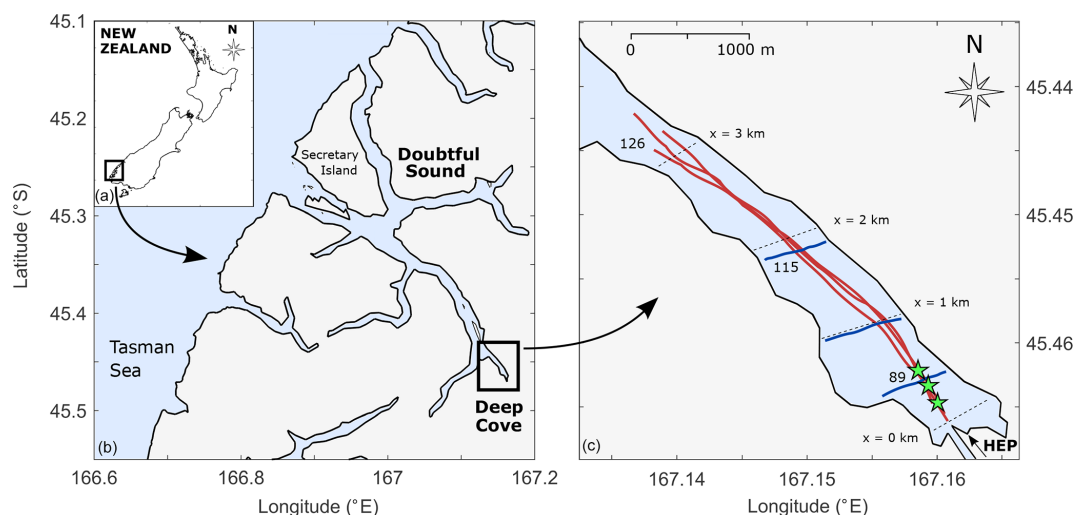 45.1
45.2
45.3
45.4
45.5
Latitude (°S)
NEW
ZEALAND
N
(a)
Secretary
Island
Doubtful
Sound
Tasman
Sea
Deep
Cove
(b)
166.6
166.8
167
167.2
Longitude (°E)
0
1000 m
N
126
x = 3 km
x = 2 km
115
x = 1 km
89
x = 0 km
HEP
(c)
45.44
45.45
45.46
167.14
167.15
167.16
Longitude (°E)